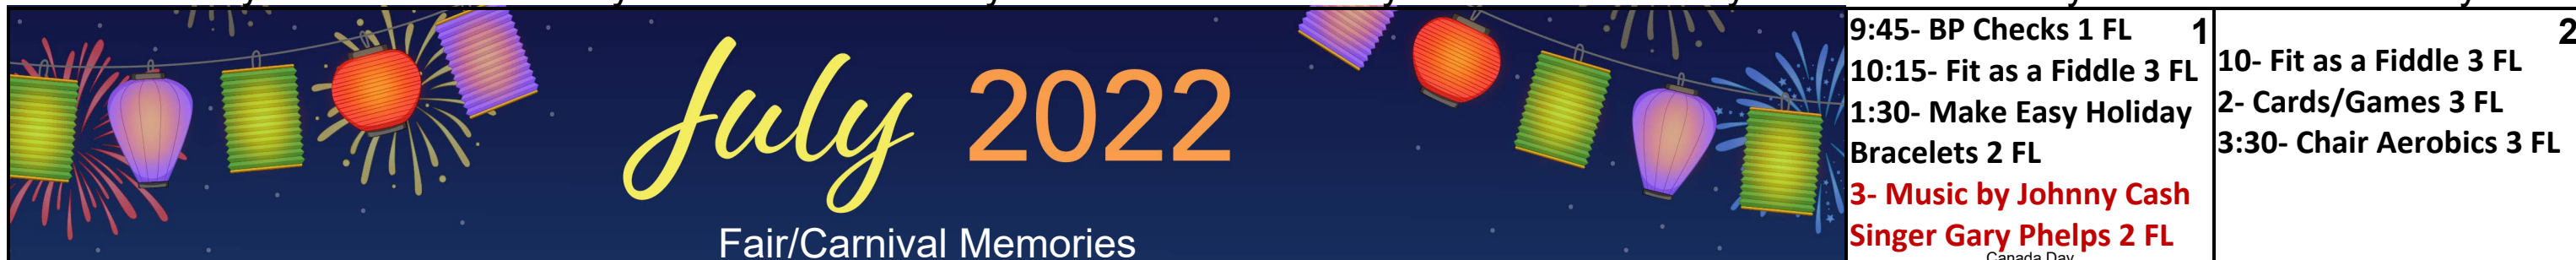 July 2022
Fair/Carnival Memories
9:45- BP Checks 1 FL 1
10:15- Fit as a Fiddle 3 FL
1:30- Make Easy Holiday
Bracelets 2 FL
3- Music by Johnny Cash
Singer Gary Phelps 2 FL
Canada Day
2
10- Fit as a Fiddle 3 FL
2- Cards/Games 3 FL
3:30- Chair Aerobics 3 FL